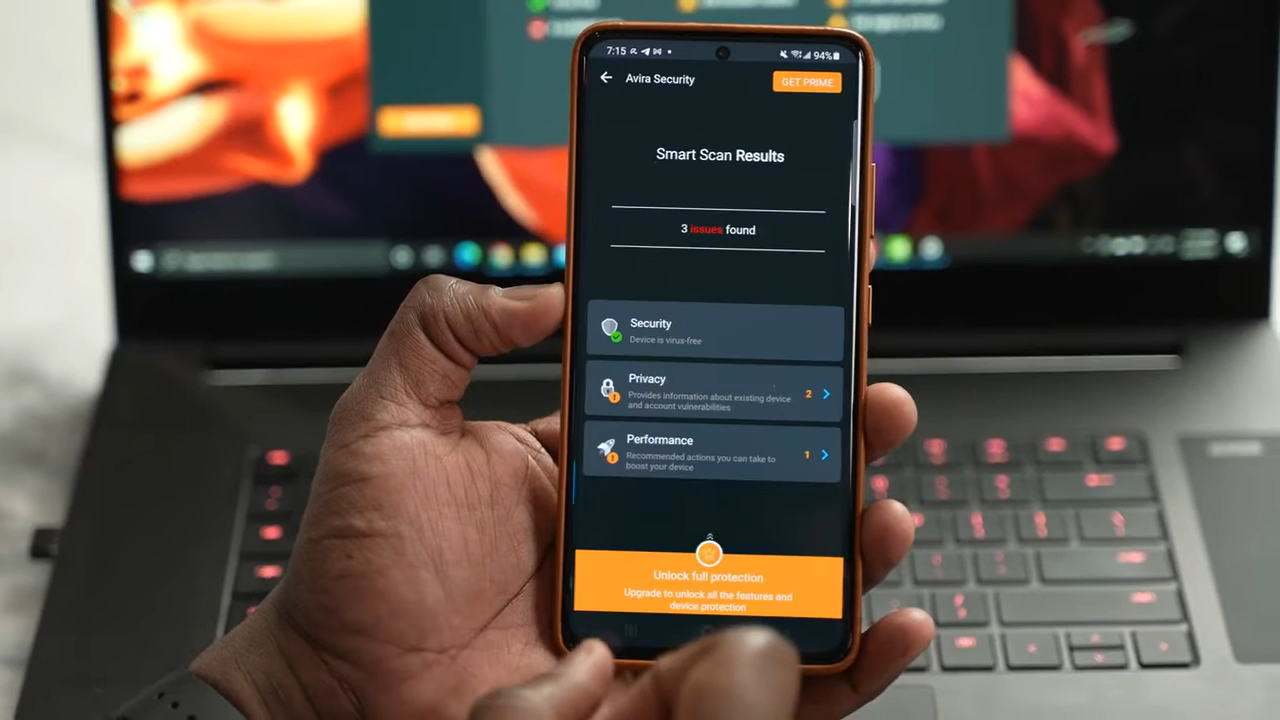 7:15
94%
Avira Security
GET PRIME
Smart Scan Results
3 issues found
Security
Device is virus-free
Privacy
Provides information about existing device
and account vulnerabilities
2
Performance
Recommended actions you can take to
boost your device
1
Unlock full protection
Upgrade to unlock all the features and
device protection